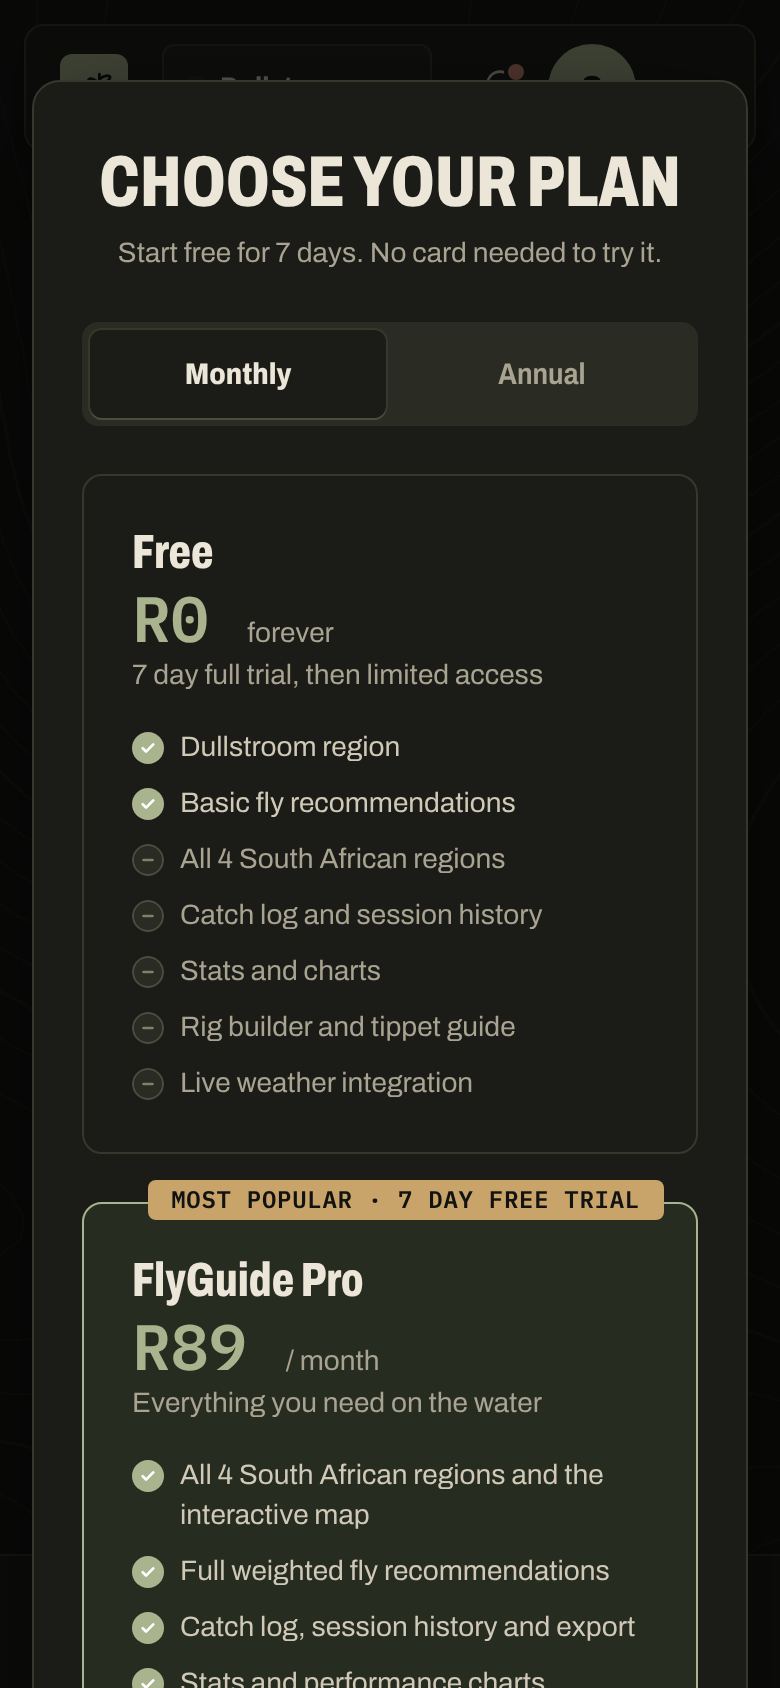 CHOOSE YOUR PLAN
Start free for 7 days. No card needed to try it.
Monthly
Annual
Free
R0 forever
7 day full trial, then limited access
Dullstroom region
Basic fly recommendations
All 4 South African regions
Catch log and session history
Stats and charts
Rig builder and tippet guide
Live weather integration
MOST POPULAR · 7 DAY FREE TRIAL
FlyGuide Pro
R89 / month
Everything you need on the water
All 4 South African regions and the
interactive map
Full weighted fly recommendations
Catch log, session history and export
Stats and performance charts